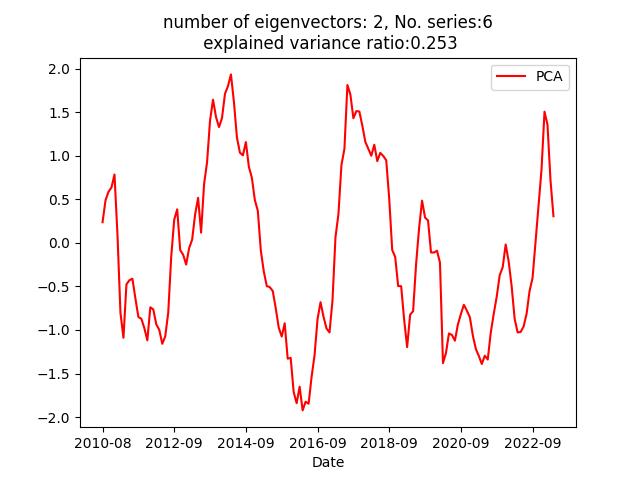 number of eigenvectors: 2, No. series:6
explained variance ratio:0.253
PCA
2.0
1.5
1.0
0.5
0.0
−0.5
−1.0
−1.5
−2.0
2010-08 2012-09 2014-09 2016-09 2018-09 2020-09 2022-09
Date